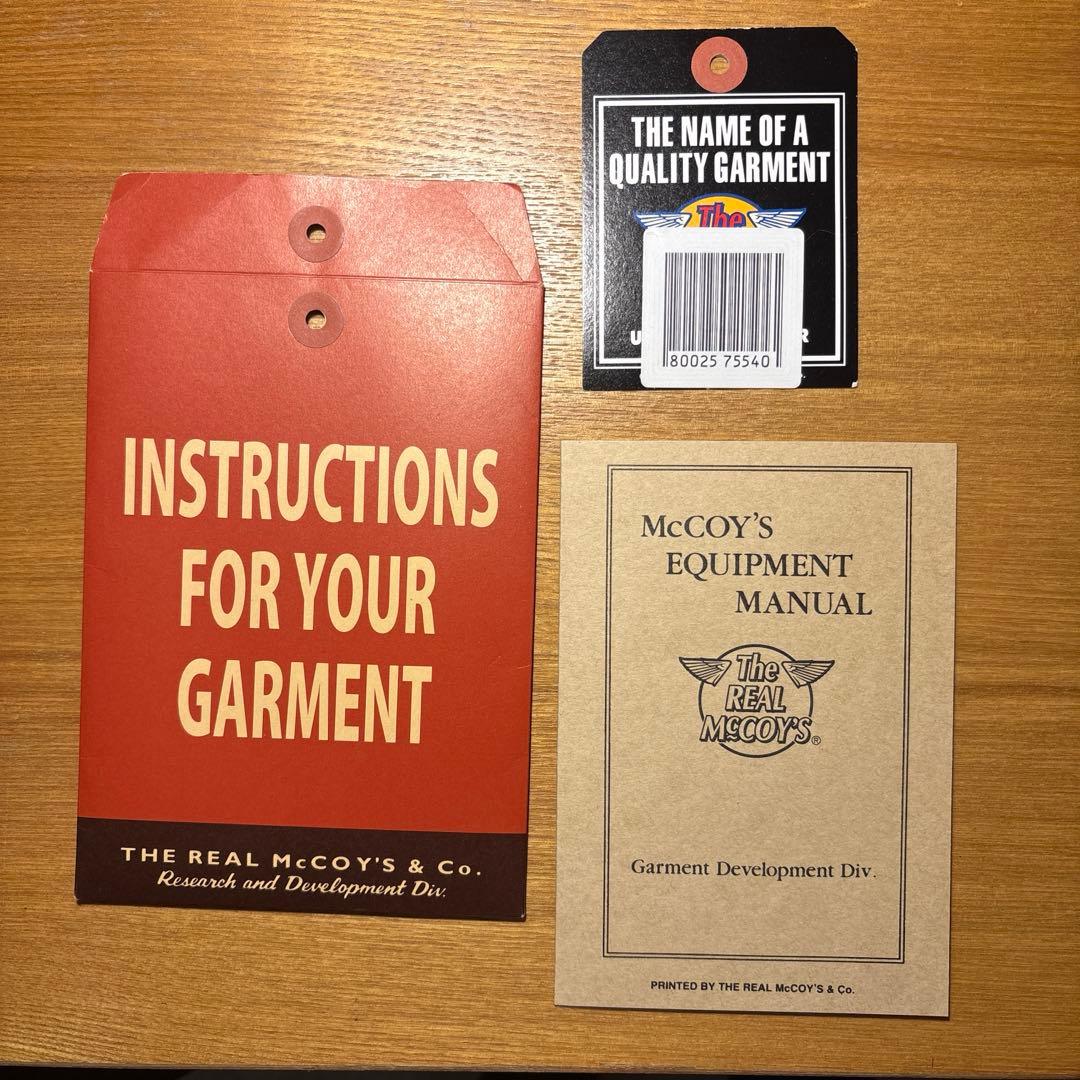 INSTRUCTIONS
FOR YOUR
GARMENT
THE REAL McCOY'S & Co.
Research and Development Div.
THE NAME OF A
QUALITY GARMENT
The
80025 75540
McCOY'S
EQUIPMENT
MANUAL
The
REAL
McCOY'S®
Garment Development Div.
PRINTED BY THE REAL McCOY'S & Co.